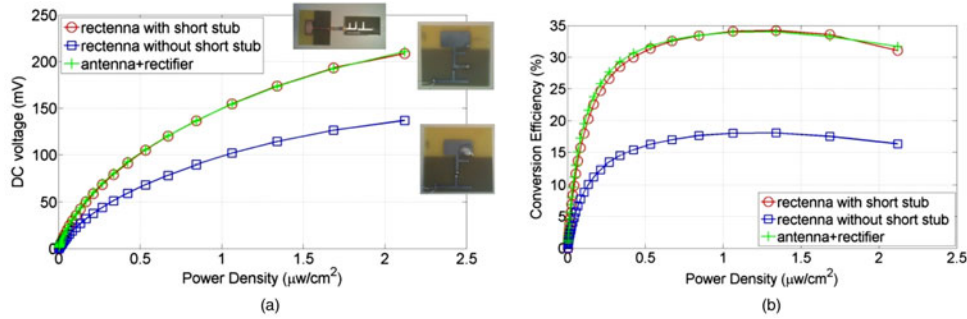 (a)
250
200
150
100
50
0
DC voltage (mV)
rectenna with short stub
rectenna without short stub
antenna+rectifier
0
0.5
1
1.5
2
2.5
Power Density (μw/cm²)
(a)
(b)
40
35
30
25
20
15
10
5
0
Conversion Efficiency (%)
rectenna with short stub
rectenna without short stub
antenna+rectifier
0
0.5
1
1.5
2
2.5
Power Density (μw/cm²)
(b)